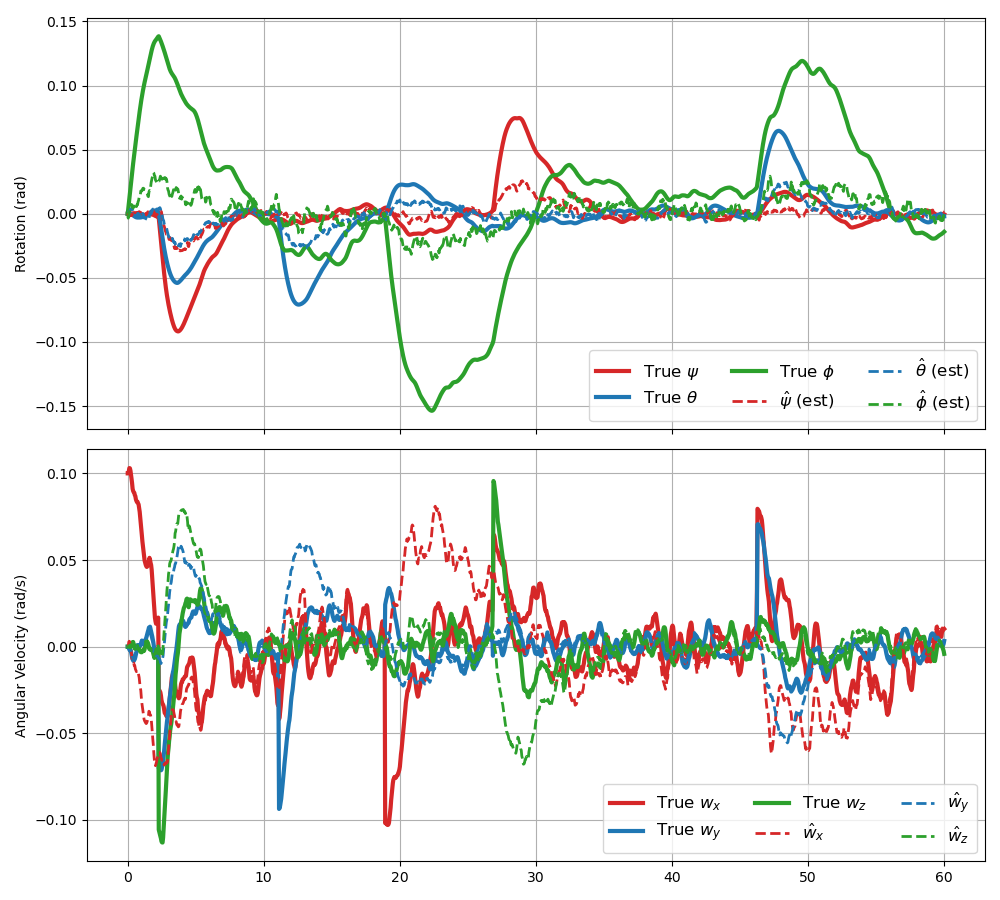 0.15
0.10
0.05
0.00
−0.05
−0.10
−0.15
Rotation (rad)
True ψ
True θ
True ϕ
ψ̂ (est)
θ̂ (est)
ϕ̂ (est)
0.10
0.05
0.00
−0.05
−0.10
Angular Velocity (rad/s)
True wₓ
True w_y
True w_z
ŵₓ
ŵ_y
ŵ_z
0 10 20 30 40 50 60